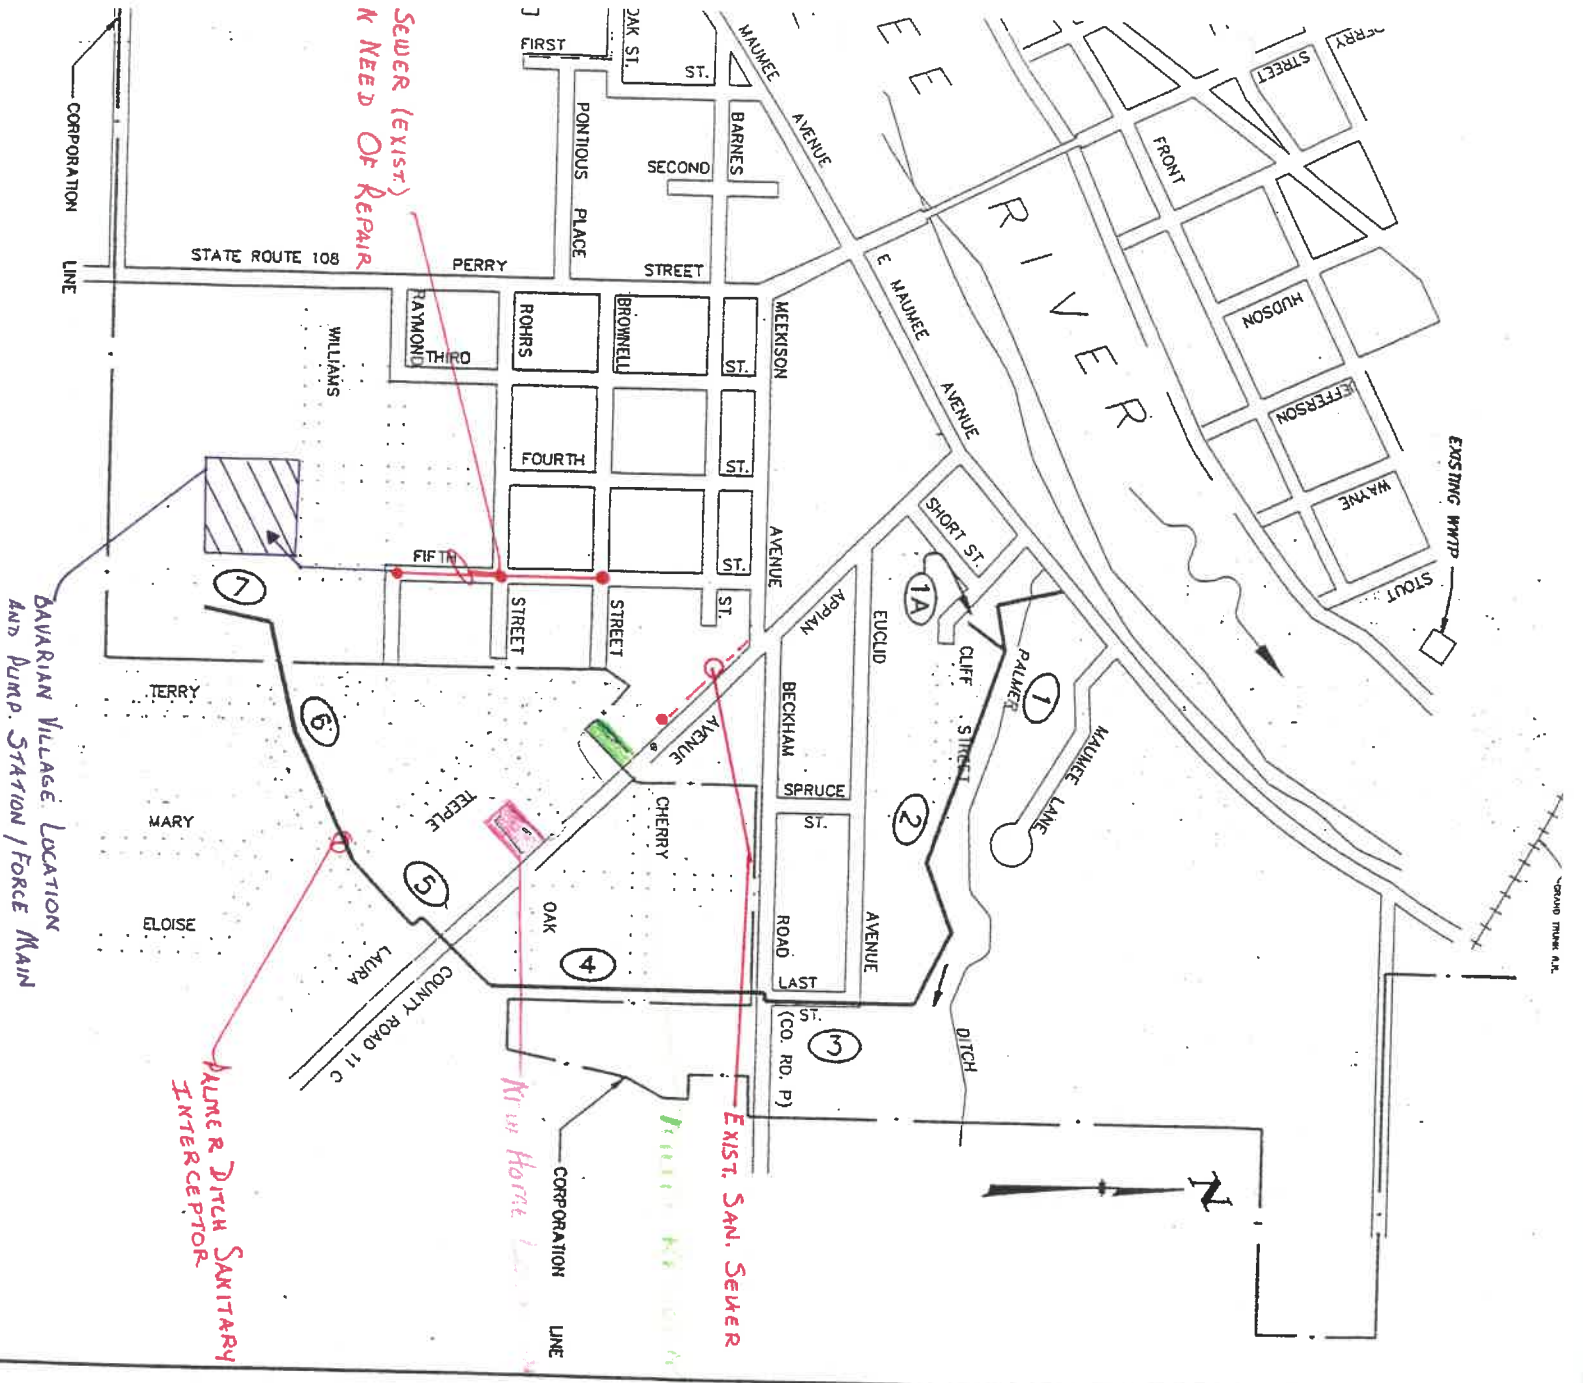 SEWER (EXIST.)
N NEED OF REPAIR
CORPORATION LINE
FIRST
OAK ST.
ST.
PONTIOUS PLACE
SECOND
BARNES
MAUMEE
AVENUE
E E
RIVER
STREET
FRONT
HUDSON
JEFFERSON
WAYNE
STOUT
EXISTING WWTP
STATE ROUTE 108
PERRY
STREET
E MAUMEE
AVENUE
RAYMOND
THIRD
ROHRS
BROWNELL
ST.
MEEKISON
WILLIAMS
FOURTH
ST.
FIFTH
ST.
AVENUE
STREET
STREET
ST.
SHORT ST.
1A
APPIAN
EUCLID
CLIFF STREET
PALMER
1
MAUMEE LANE
BECKHAM
SPRUCE
ST.
2
ROAD
AVENUE
LAST
ST.
(CO. RD. P)
3
DITCH
GRAND TRUNK R.R.
7
6
5
4
TERRY
MARY
ELOISE
TEEPLE
AVENUE
CHERRY
OAK
LAURA
COUNTY ROAD 11 C
BAVARIAN VILLAGE LOCATION
AND PUMP. STATION / FORCE MAIN
PALMER DITCH SANITARY
INTERCEPTOR
New Home
CORPORATION LINE
EXIST. SAN. SEWER
N